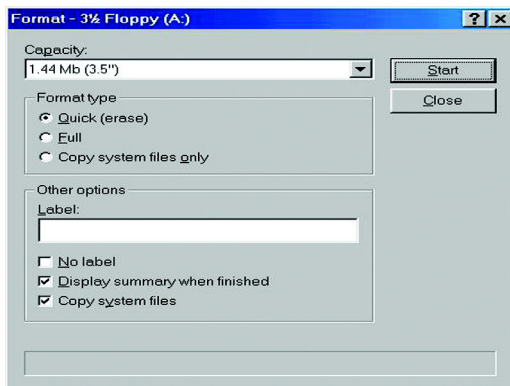 Format - 3½ Floppy (A:)
Capacity:
1.44 Mb (3.5")
Start
Close
Format type
Quick (erase)
Full
Copy system files only
Other options
Label:
No label
Display summary when finished
Copy system files